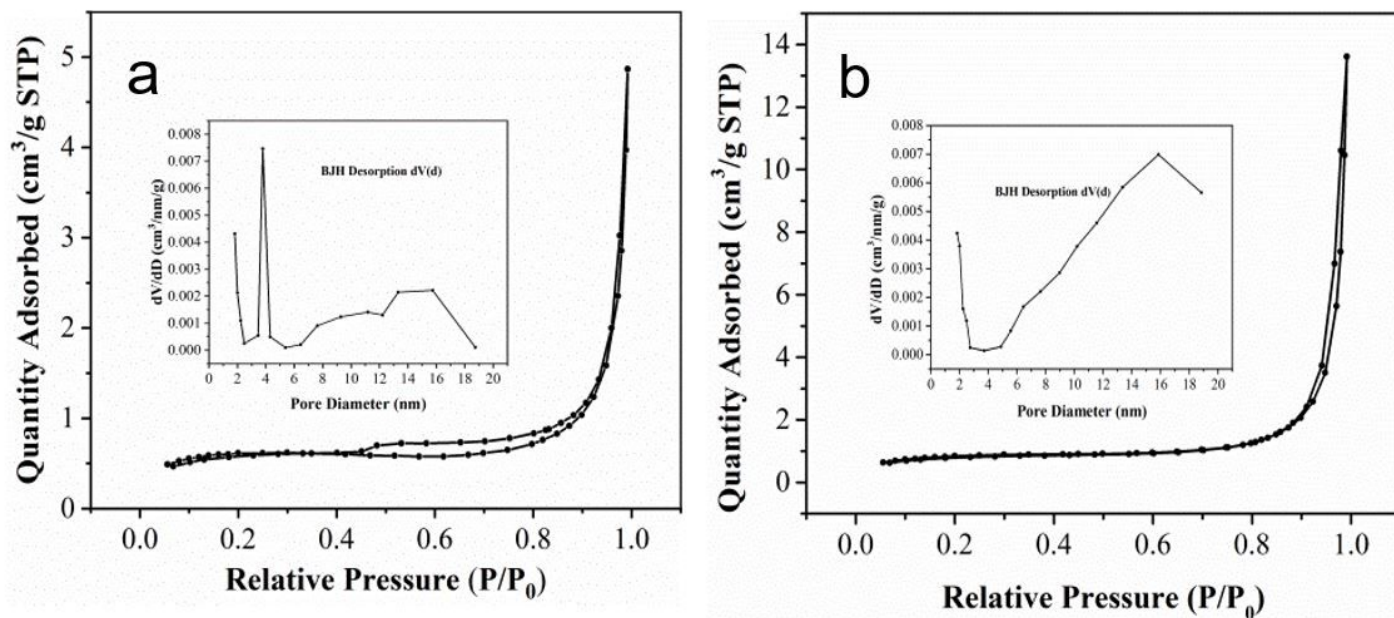 a
Quantity Adsorbed (cm³/g STP)
5
4
3
2
1
0
0.0 0.2 0.4 0.6 0.8 1.0
Relative Pressure (P/P₀)
BJH Desorption dV(d)
dV/dD (cm³/nm/g)
0.008
0.007
0.006
0.005
0.004
0.003
0.002
0.001
0.000
0 2 4 6 8 10 12 14 16 18 20
Pore Diameter (nm)
b
Quantity Adsorbed (cm³/g STP)
14
12
10
8
6
4
2
0
0.0 0.2 0.4 0.6 0.8 1.0
Relative Pressure (P/P₀)
BJH Desorption dV(d)
dV/dD (cm³/nm/g)
0.008
0.007
0.006
0.005
0.004
0.003
0.002
0.001
0.000
0 2 4 6 8 10 12 14 16 18 20
Pore Diameter (nm)